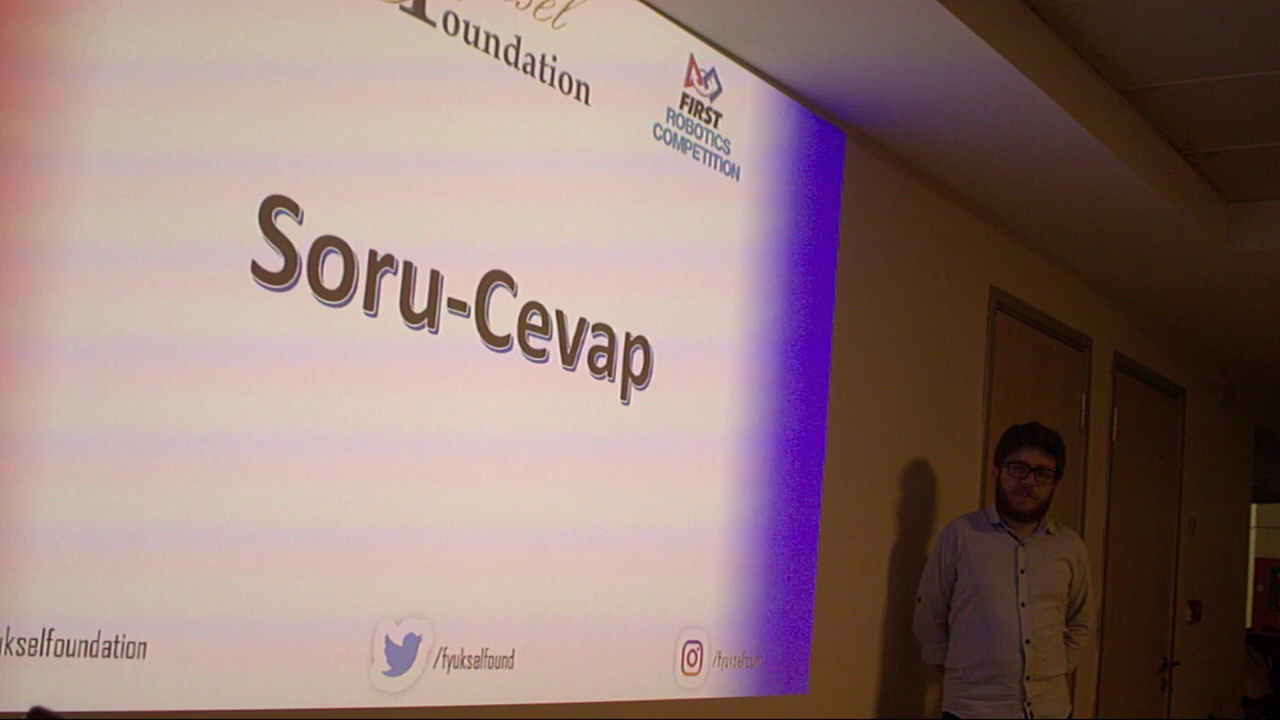 oundation
FIRST
ROBOTICS
COMPETITION
Soru-Cevap
ukselfoundation
/fyukselfound